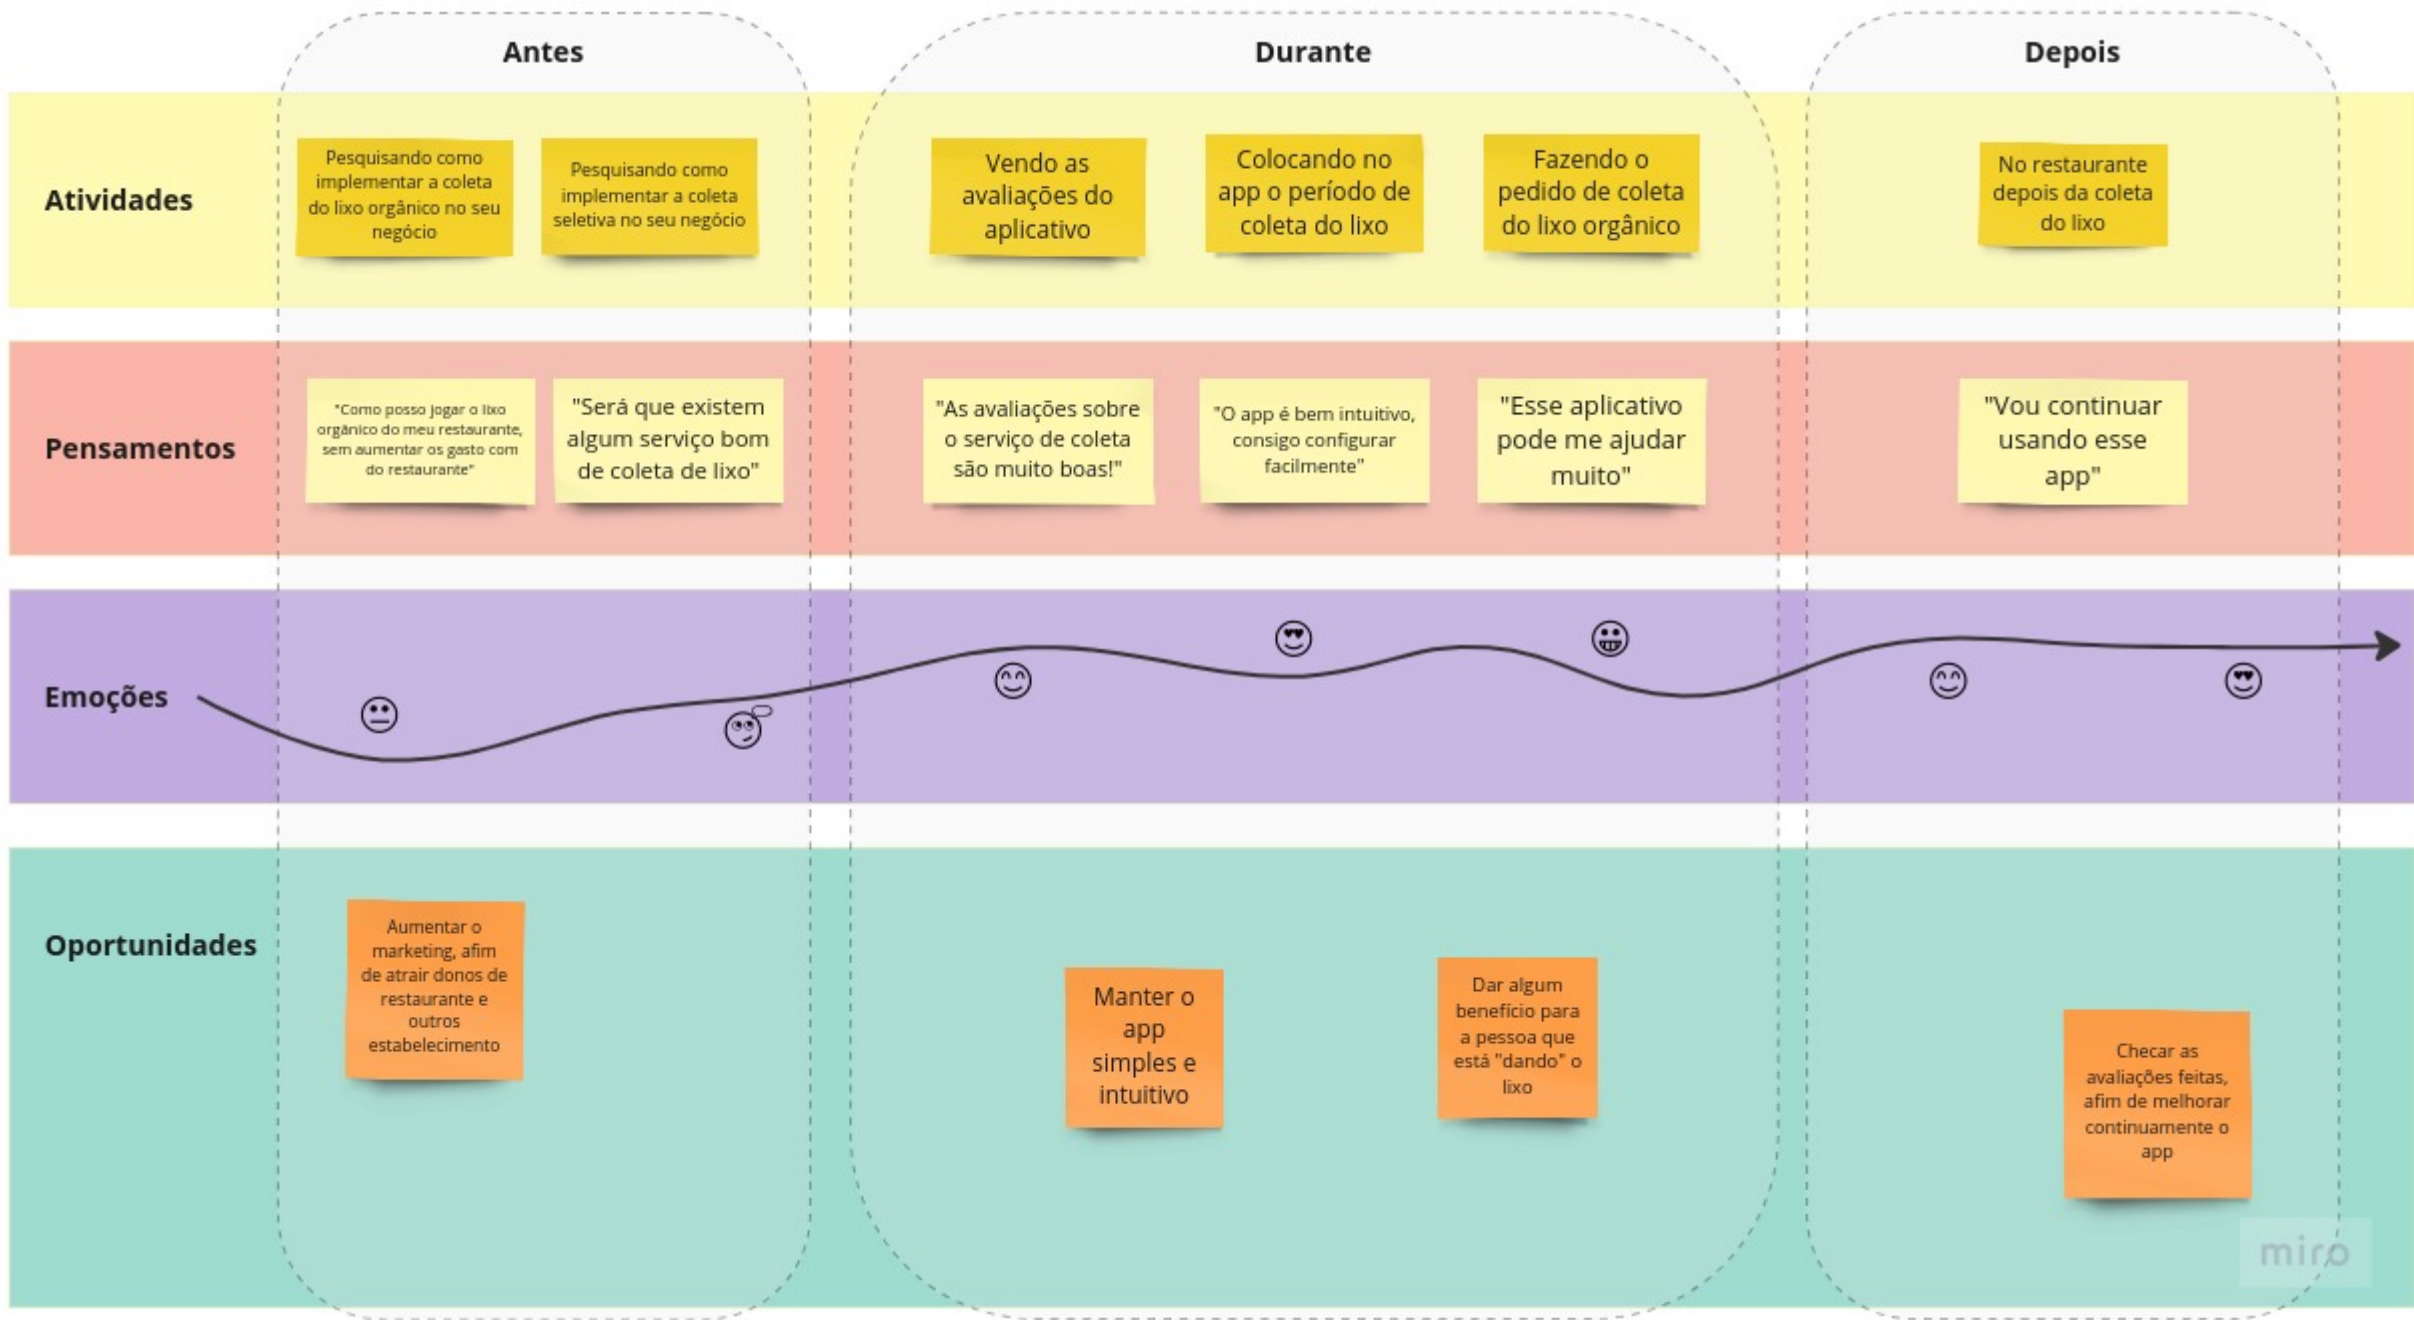 Antes
Durante
Depois
Atividades
Pesquisando como
implementar a coleta
do lixo orgânico no seu
negócio
Pesquisando como
implementar a coleta
seletiva no seu negócio
Vendo as
avaliações do
aplicativo
Colocando no
app o período de
coleta do lixo
Fazendo o
pedido de coleta
do lixo orgânico
No restaurante
depois da coleta
do lixo
Pensamentos
"Como posso jogar o lixo
orgânico do meu restaurante,
sem aumentar os gasto com
do restaurante"
"Será que existem
algum serviço bom
de coleta de lixo"
"As avaliações sobre
o serviço de coleta
são muito boas!"
"O app é bem intuitivo,
consigo configurar
facilmente"
"Esse aplicativo
pode me ajudar
muito"
"Vou continuar
usando esse
app"
Emoções
Oportunidades
Aumentar o
marketing, afim
de atrair donos de
restaurante e
outros
estabelecimento
Manter o
app
simples e
intuitivo
Dar algum
benefício para
a pessoa que
está "dando" o
lixo
Checar as
avaliações feitas,
afim de melhorar
continuamente o
app
miro